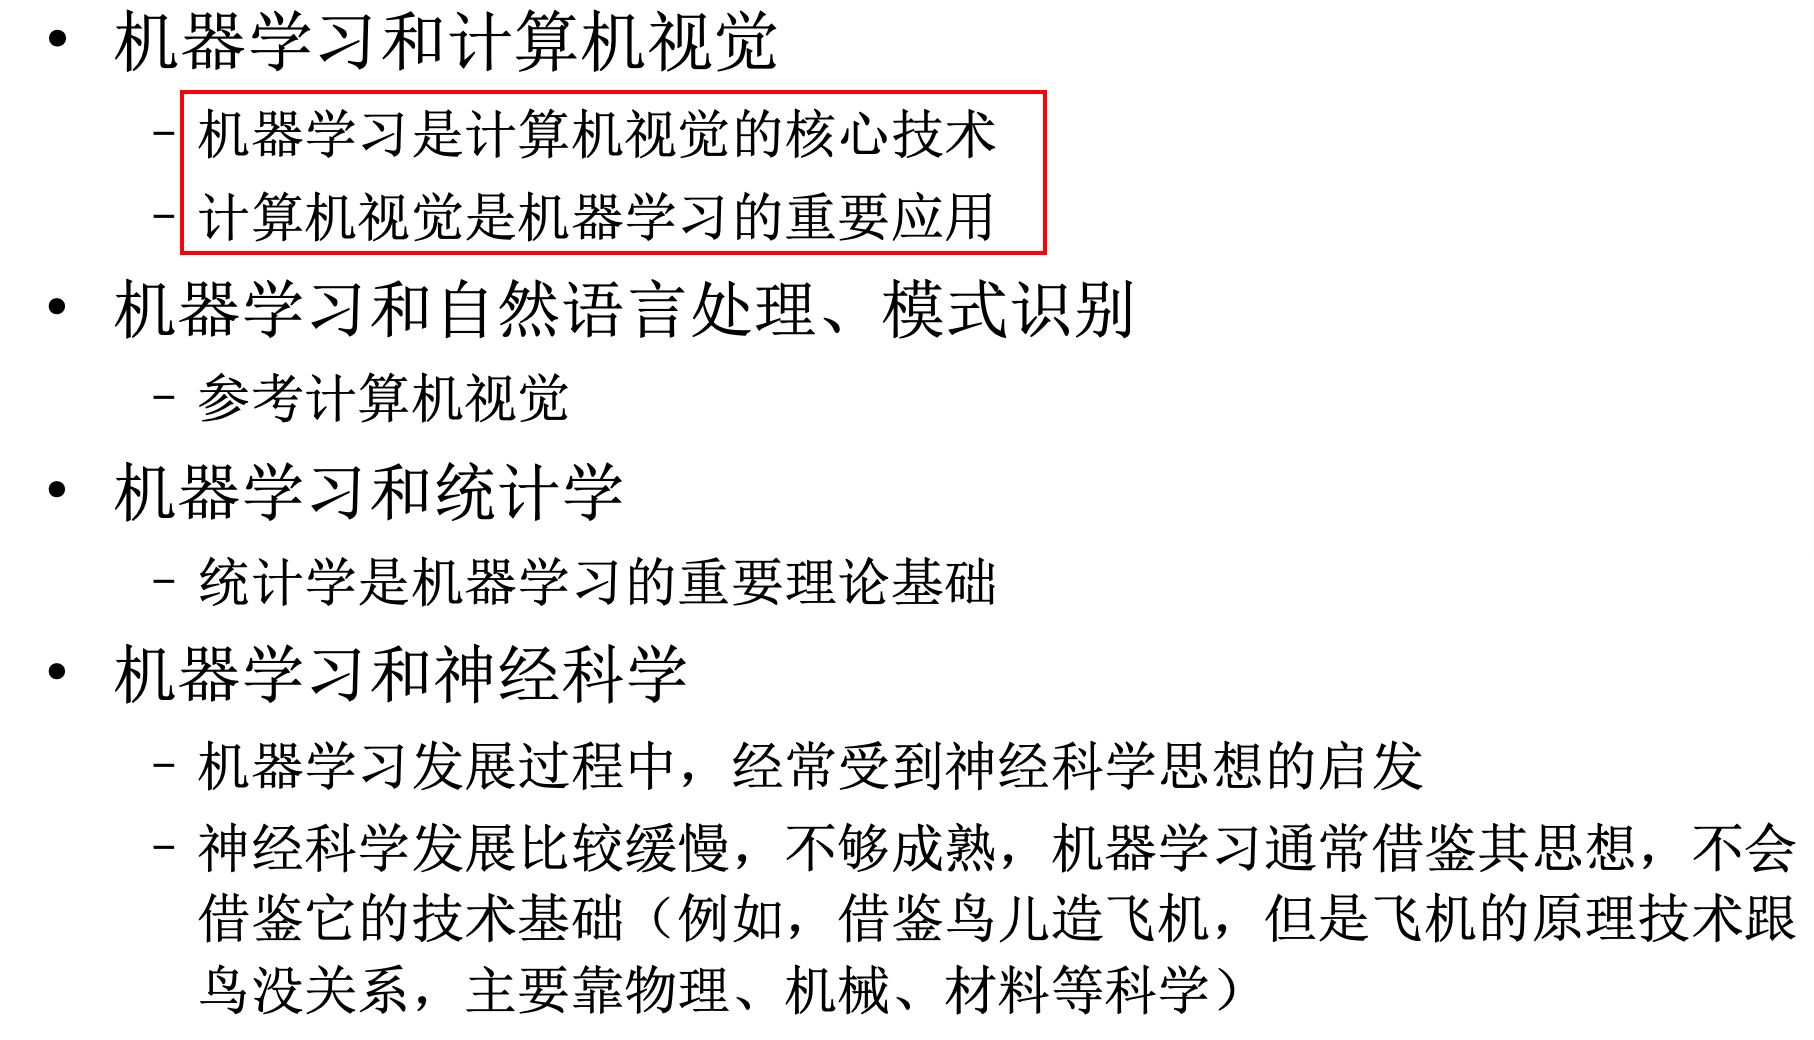 • 机器学习和计算机视觉
– 机器学习是计算机视觉的核心技术
– 计算机视觉是机器学习的重要应用
• 机器学习和自然语言处理、模式识别
– 参考计算机视觉
• 机器学习和统计学
– 统计学是机器学习的重要理论基础
• 机器学习和神经科学
– 机器学习发展过程中，经常受到神经科学思想的启发
– 神经科学发展比较缓慢，不够成熟，机器学习通常借鉴其思想，不会
借鉴它的技术基础（例如，借鉴鸟儿造飞机，但是飞机的原理技术跟
鸟没关系，主要靠物理、机械、材料等科学）